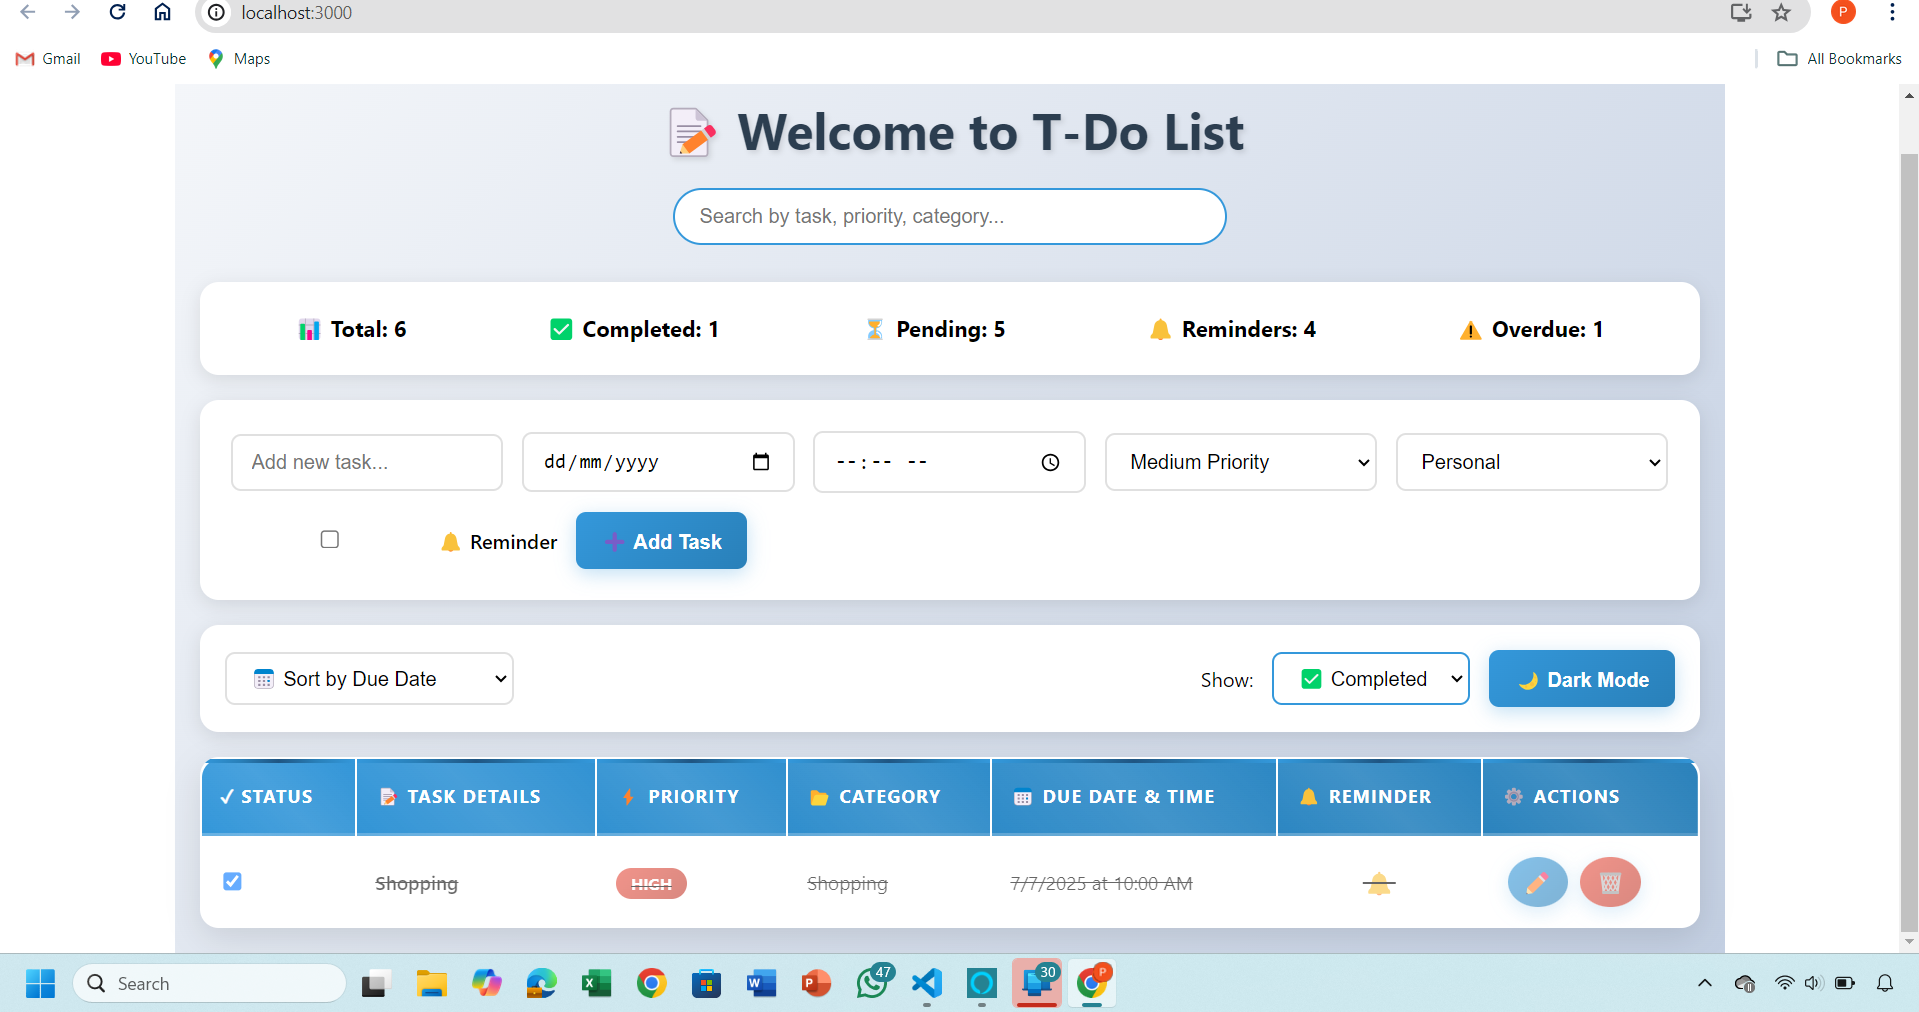 localhost:3000
Gmail YouTube Maps All Bookmarks
Welcome to T-Do List
Search by task, priority, category...
Total: 6 Completed: 1 Pending: 5 Reminders: 4 Overdue: 1
Add new task... dd/mm/yyyy --:-- -- Medium Priority Personal
Reminder Add Task
Sort by Due Date Show: Completed Dark Mode
STATUS TASK DETAILS PRIORITY CATEGORY DUE DATE & TIME REMINDER ACTIONS
Shopping HIGH Shopping 7/7/2025 at 10:00 AM
Search 47 30